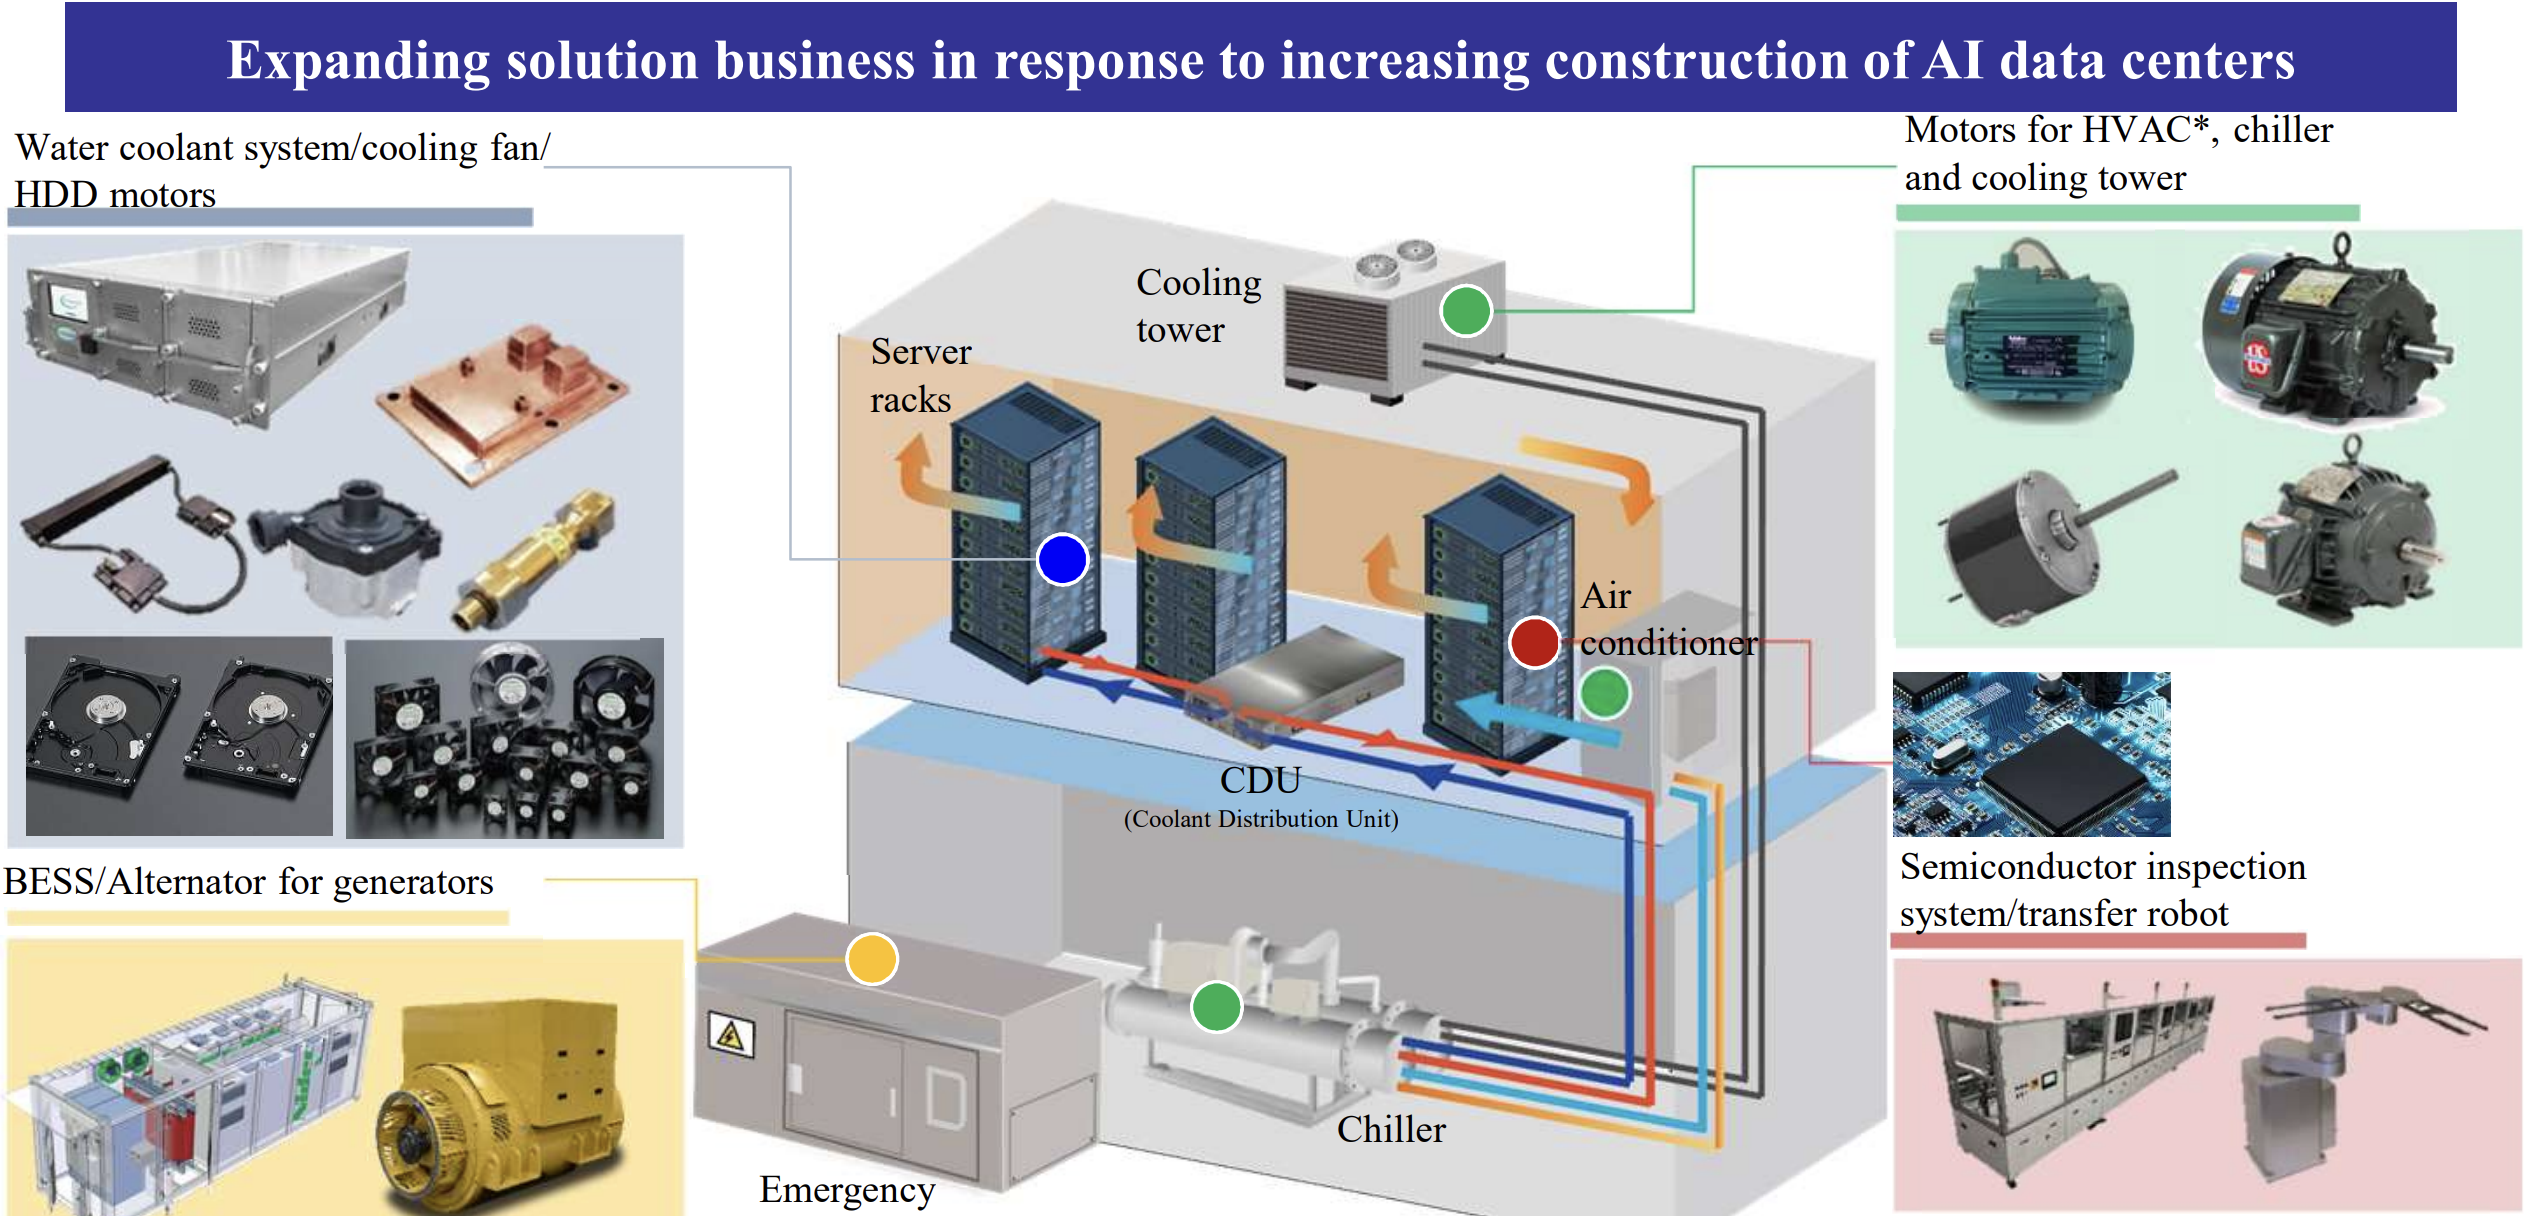 Expanding solution business in response to increasing construction of AI data centers
Water coolant system/cooling fan/
HDD motors
Motors for HVAC*, chiller
and cooling tower
Cooling
tower
Server
racks
Air
conditioner
CDU
(Coolant Distribution Unit)
Semiconductor inspection
system/transfer robot
BESS/Alternator for generators
Nidec
Chiller
Emergency